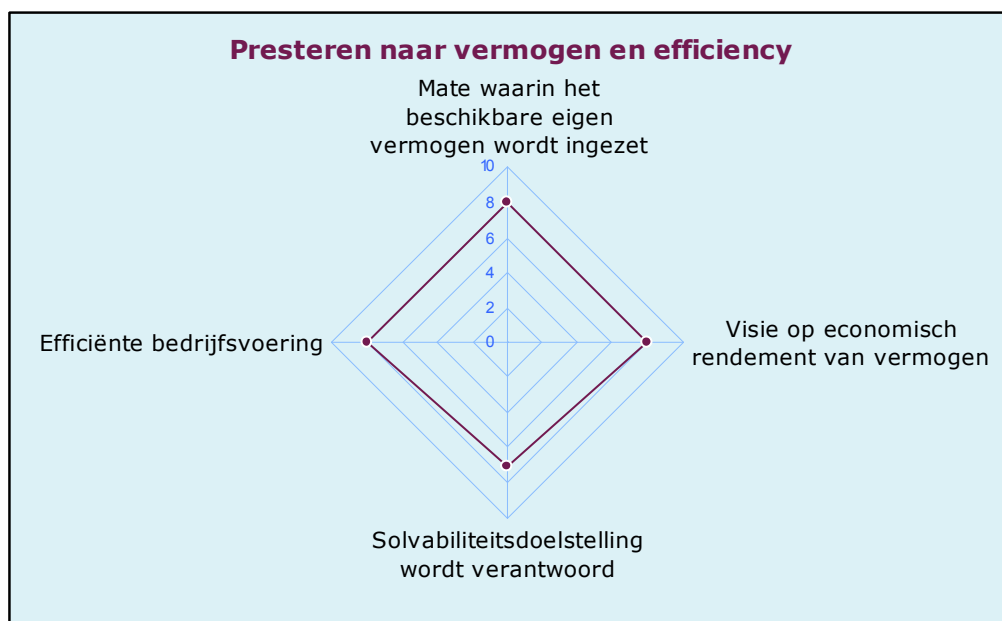 Presteren naar vermogen en efficiency
Mate waarin het
beschikbare eigen
vermogen wordt ingezet
10
8
6
4
2
0
Efficiënte bedrijfsvoering
Visie op economisch
rendement van vermogen
Solvabiliteitsdoelstelling
wordt verantwoord